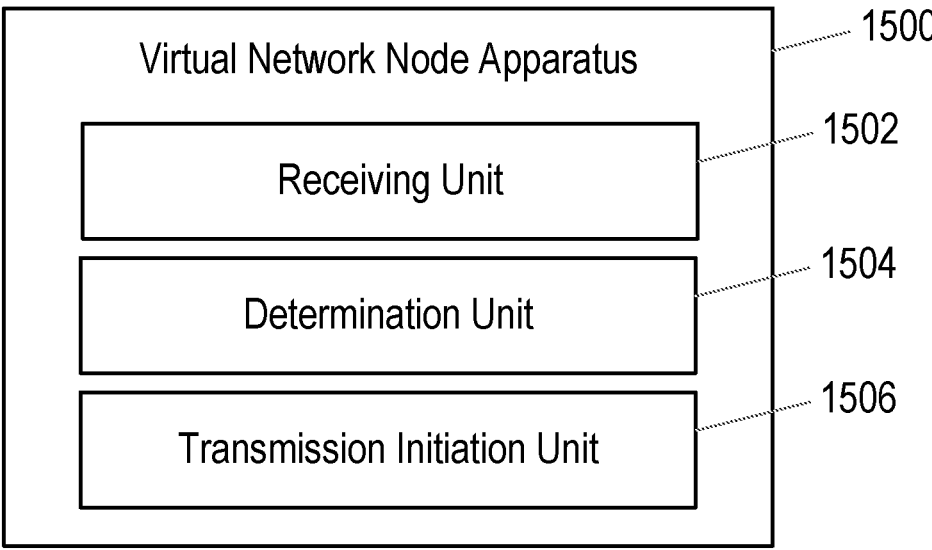 1500
Virtual Network Node Apparatus
1502
Receiving Unit
1504
Determination Unit
1506
Transmission Initiation Unit